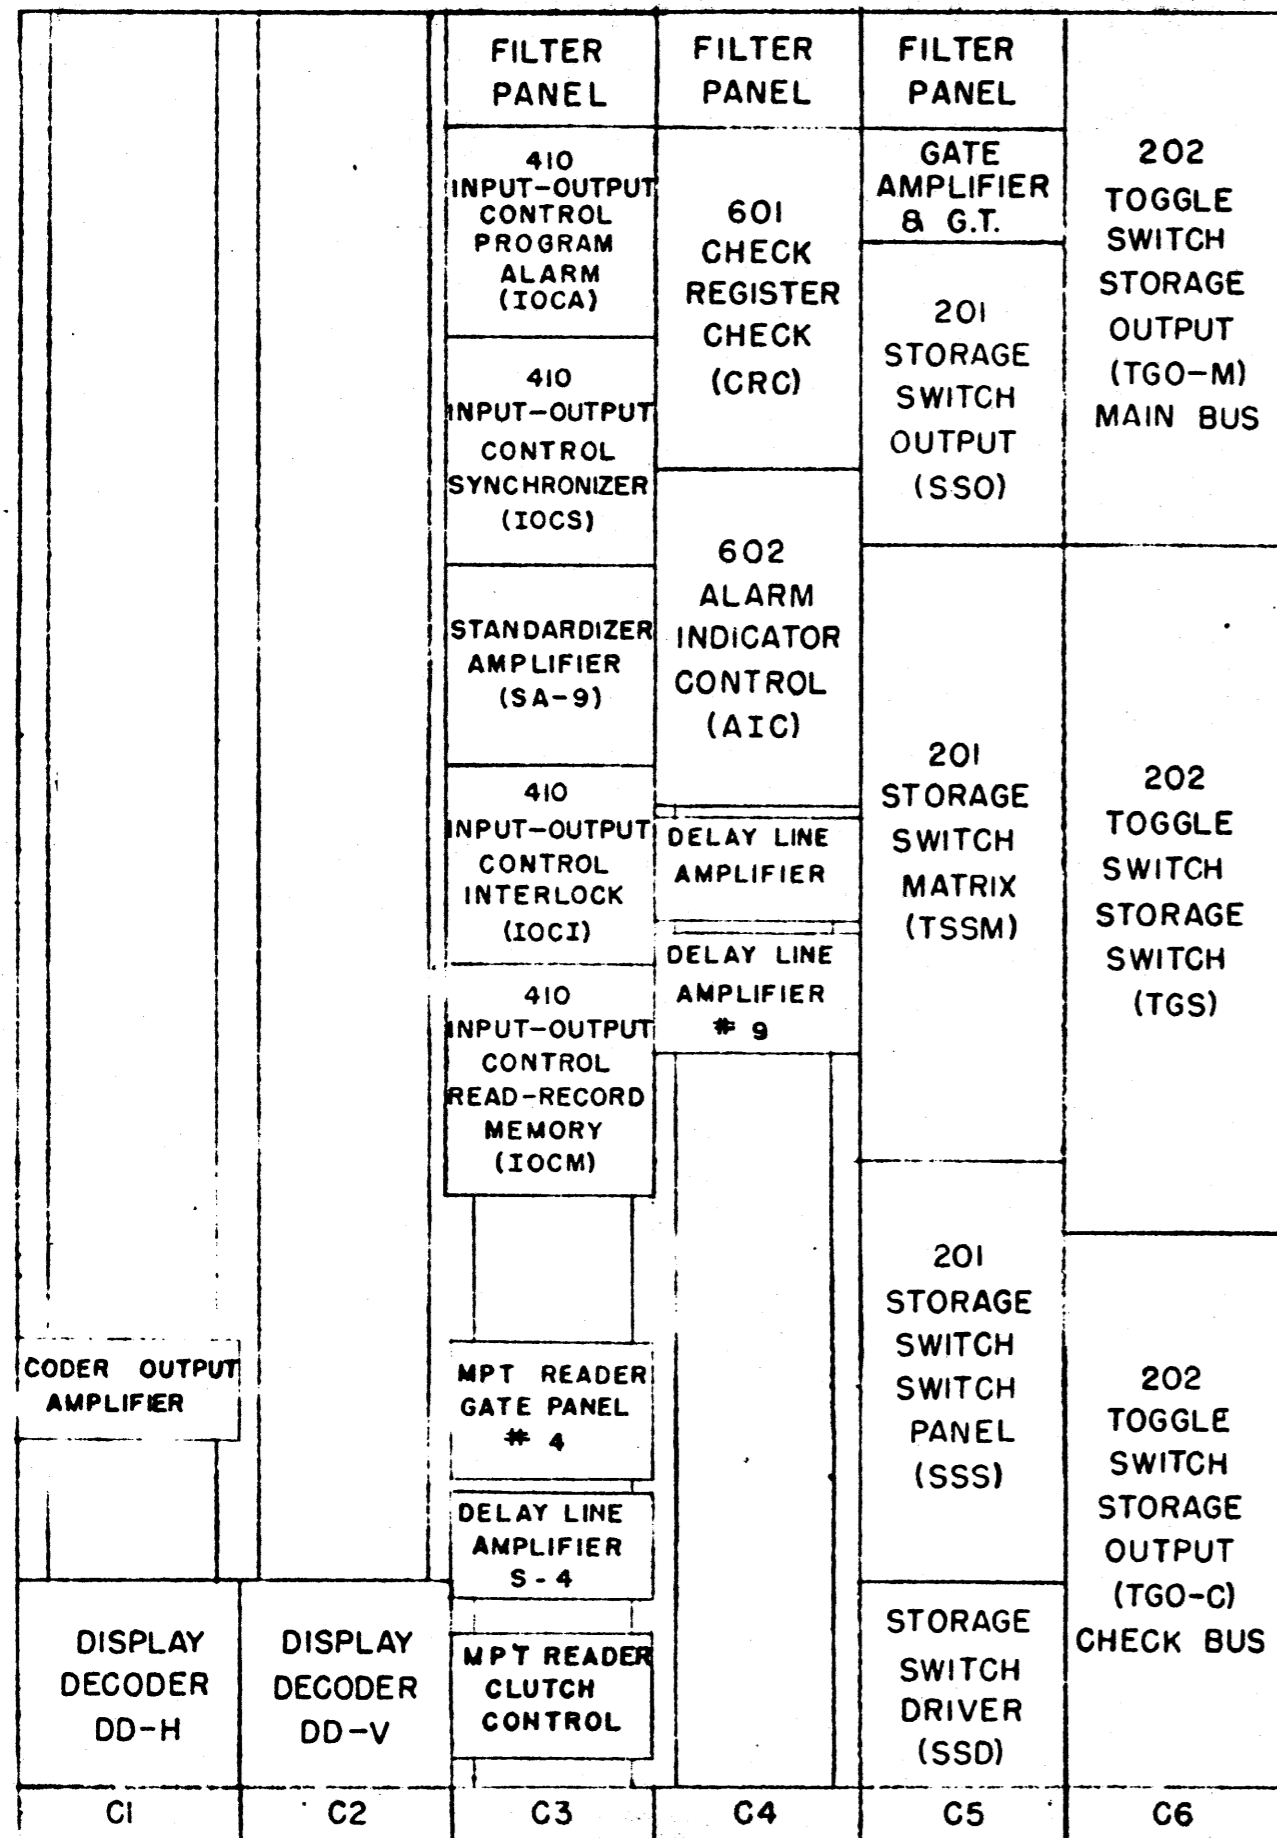 CODER OUTPUT
AMPLIFIER
DISPLAY
DECODER
DD-H
C1
DISPLAY
DECODER
DD-V
C2
FILTER
PANEL
410
INPUT-OUTPUT
CONTROL
PROGRAM
ALARM
(IOCA)
410
INPUT-OUTPUT
CONTROL
SYNCHRONIZER
(IOCS)
STANDARDIZER
AMPLIFIER
(SA-9)
410
INPUT-OUTPUT
CONTROL
INTERLOCK
(IOCI)
410
INPUT-OUTPUT
CONTROL
READ-RECORD
MEMORY
(IOCM)
MPT READER
GATE PANEL
# 4
DELAY LINE
AMPLIFIER
S-4
MPT READER
CLUTCH
CONTROL
C3
FILTER
PANEL
601
CHECK
REGISTER
CHECK
(CRC)
602
ALARM
INDICATOR
CONTROL
(AIC)
DELAY LINE
AMPLIFIER
DELAY LINE
AMPLIFIER
# 9
C4
FILTER
PANEL
GATE
AMPLIFIER
& G.T.
201
STORAGE
SWITCH
OUTPUT
(SSO)
201
STORAGE
SWITCH
MATRIX
(TSSM)
201
STORAGE
SWITCH
SWITCH
PANEL
(SSS)
STORAGE
SWITCH
DRIVER
(SSD)
C5
202
TOGGLE
SWITCH
STORAGE
OUTPUT
(TGO-M)
MAIN BUS
202
TOGGLE
SWITCH
STORAGE
SWITCH
(TGS)
202
TOGGLE
SWITCH
STORAGE
OUTPUT
(TGO-C)
CHECK BUS
C6